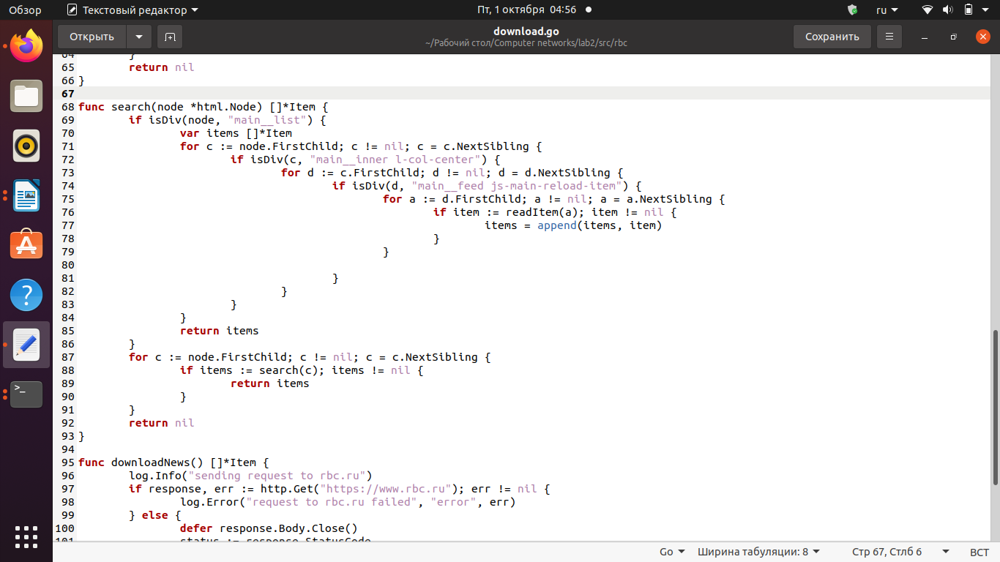 Обзор Текстовый редактор Пт, 1 октября 04:56 ru
Открыть download.go Сохранить
~/Рабочий стол/Computer networks/lab2/src/rbc
64 }
65 return nil
66 }
67
68 func search(node *html.Node) []*Item {
69 if isDiv(node, "main__list") {
70 var items []*Item
71 for c := node.FirstChild; c != nil; c = c.NextSibling {
72 if isDiv(c, "main__inner l-col-center") {
73 for d := c.FirstChild; d != nil; d = d.NextSibling {
74 if isDiv(d, "main__feed js-main-reload-item") {
75 for a := d.FirstChild; a != nil; a = a.NextSibling {
76 if item := readItem(a); item != nil {
77 items = append(items, item)
78 }
79 }
80
81 }
82 }
83 }
84 }
85 return items
86 }
87 for c := node.FirstChild; c != nil; c = c.NextSibling {
88 if items := search(c); items != nil {
89 return items
90 }
91 }
92 return nil
93 }
94
95 func downloadNews() []*Item {
96 log.Info("sending request to rbc.ru")
97 if response, err := http.Get("https://www.rbc.ru"); err != nil {
98 log.Error("request to rbc.ru failed", "error", err)
99 } else {
100 defer response.Body.Close()
101 status := response.StatusCode
Go Ширина табуляции: 8 Стр 67, Стлб 6 ВСТ